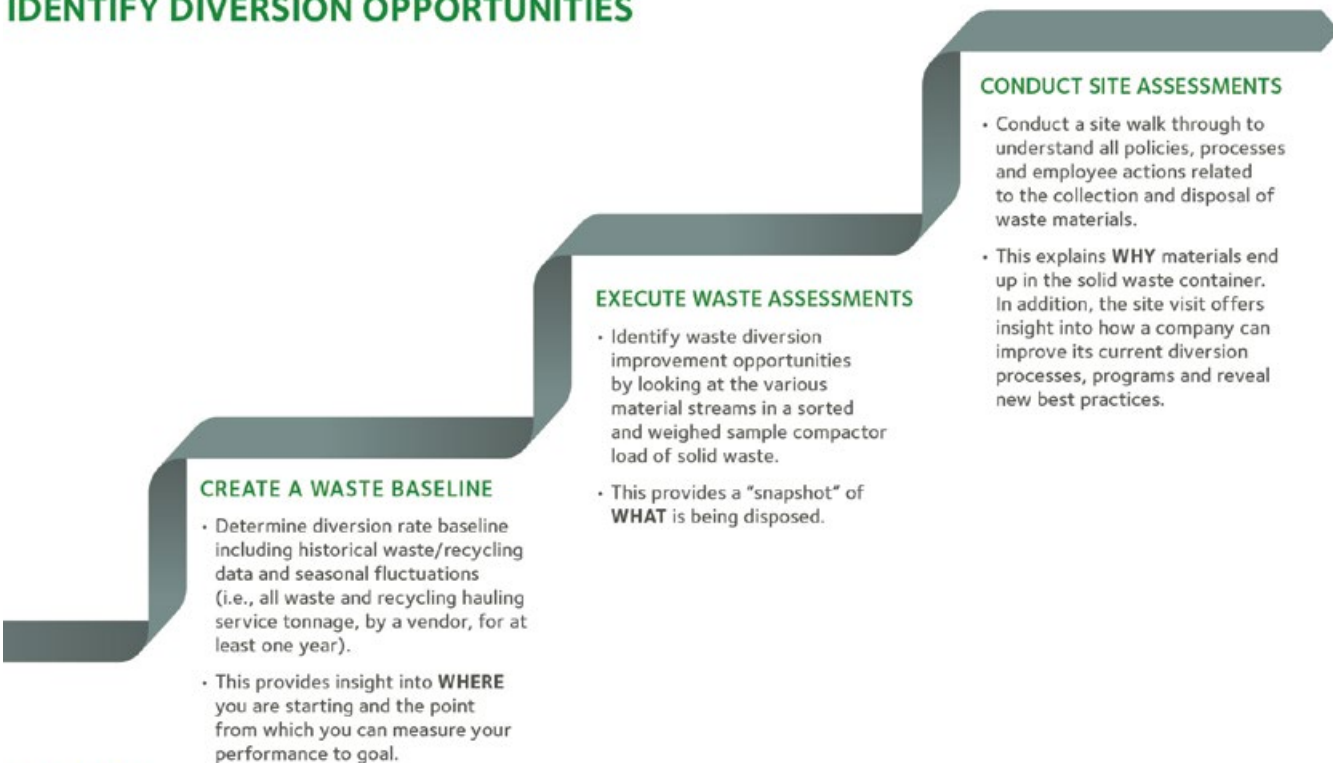 IDENTIFY DIVERSION OPPORTUNITIES
CREATE A WASTE BASELINE
· Determine diversion rate baseline
including historical waste/recycling
data and seasonal fluctuations
(i.e., all waste and recycling hauling
service tonnage, by a vendor, for at
least one year).
· This provides insight into WHERE
you are starting and the point
from which you can measure your
performance to goal.
EXECUTE WASTE ASSESSMENTS
· Identify waste diversion
improvement opportunities
by looking at the various
material streams in a sorted
and weighed sample compactor
load of solid waste.
· This provides a "snapshot" of
WHAT is being disposed.
CONDUCT SITE ASSESSMENTS
· Conduct a site walk through to
understand all policies, processes
and employee actions related
to the collection and disposal of
waste materials.
· This explains WHY materials end
up in the solid waste container.
In addition, the site visit offers
insight into how a company can
improve its current diversion
processes, programs and reveal
new best practices.